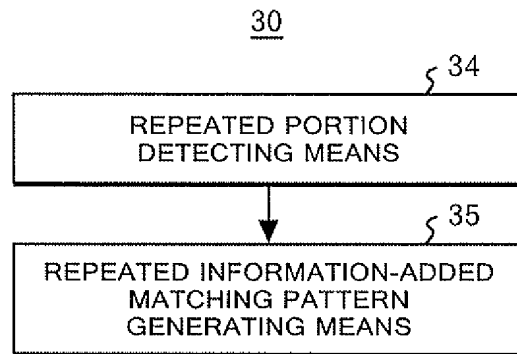 30
34
REPEATED PORTION
DETECTING MEANS
35
REPEATED INFORMATION-ADDED
MATCHING PATTERN
GENERATING MEANS